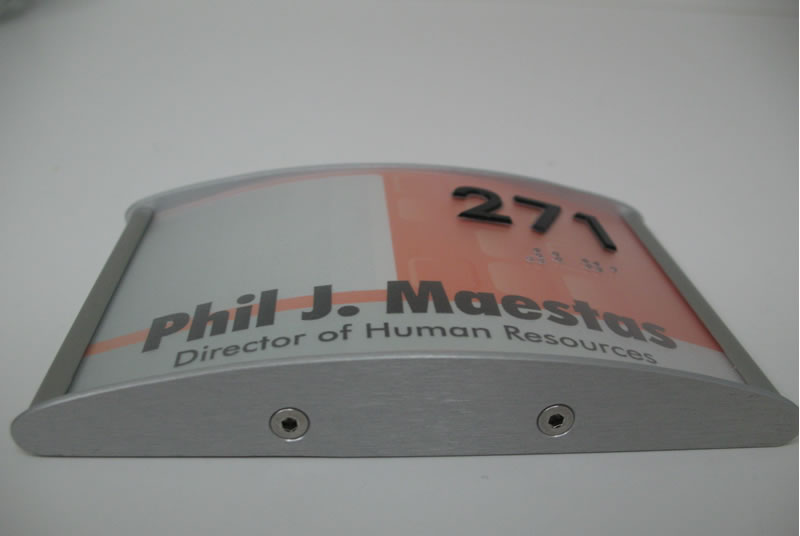 271
Phil J. Maestas
Director of Human Resources